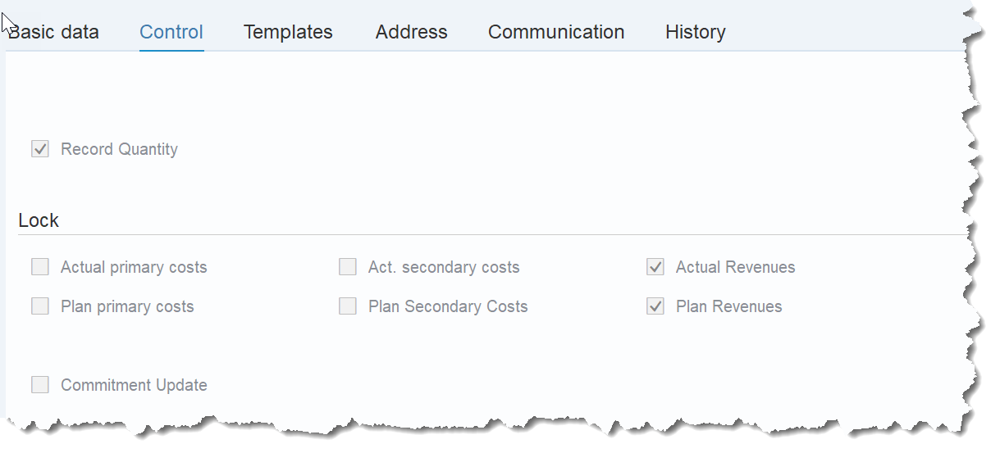 Basic data Control Templates Address Communication History
Record Quantity
Lock
Actual primary costs Act. secondary costs Actual Revenues
Plan primary costs Plan Secondary Costs Plan Revenues
Commitment Update